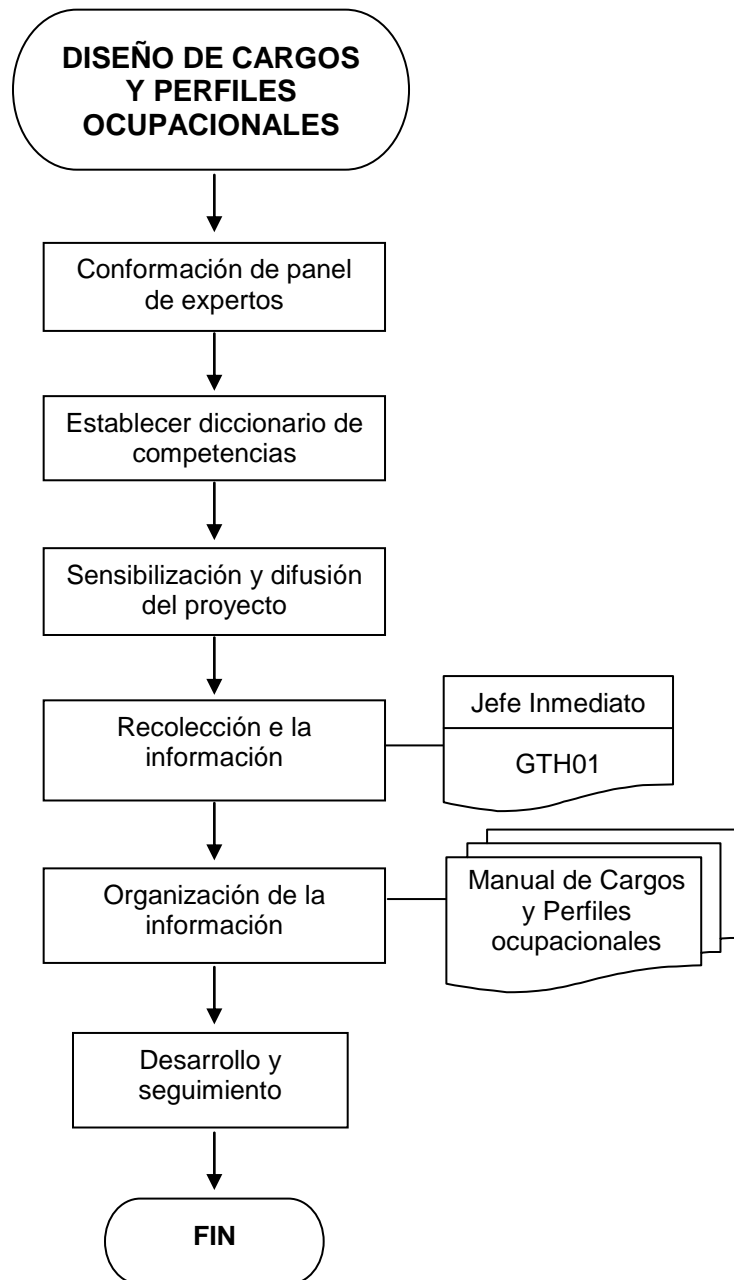 DISEÑO DE CARGOS
Y PERFILES
OCUPACIONALES
Conformación de panel
de expertos
Establecer diccionario de
competencias
Sensibilización y difusión
del proyecto
Recolección e la
información
Jefe Inmediato
GTH01
Organización de la
información
Manual de Cargos
y Perfiles
ocupacionales
Desarrollo y
seguimiento
FIN